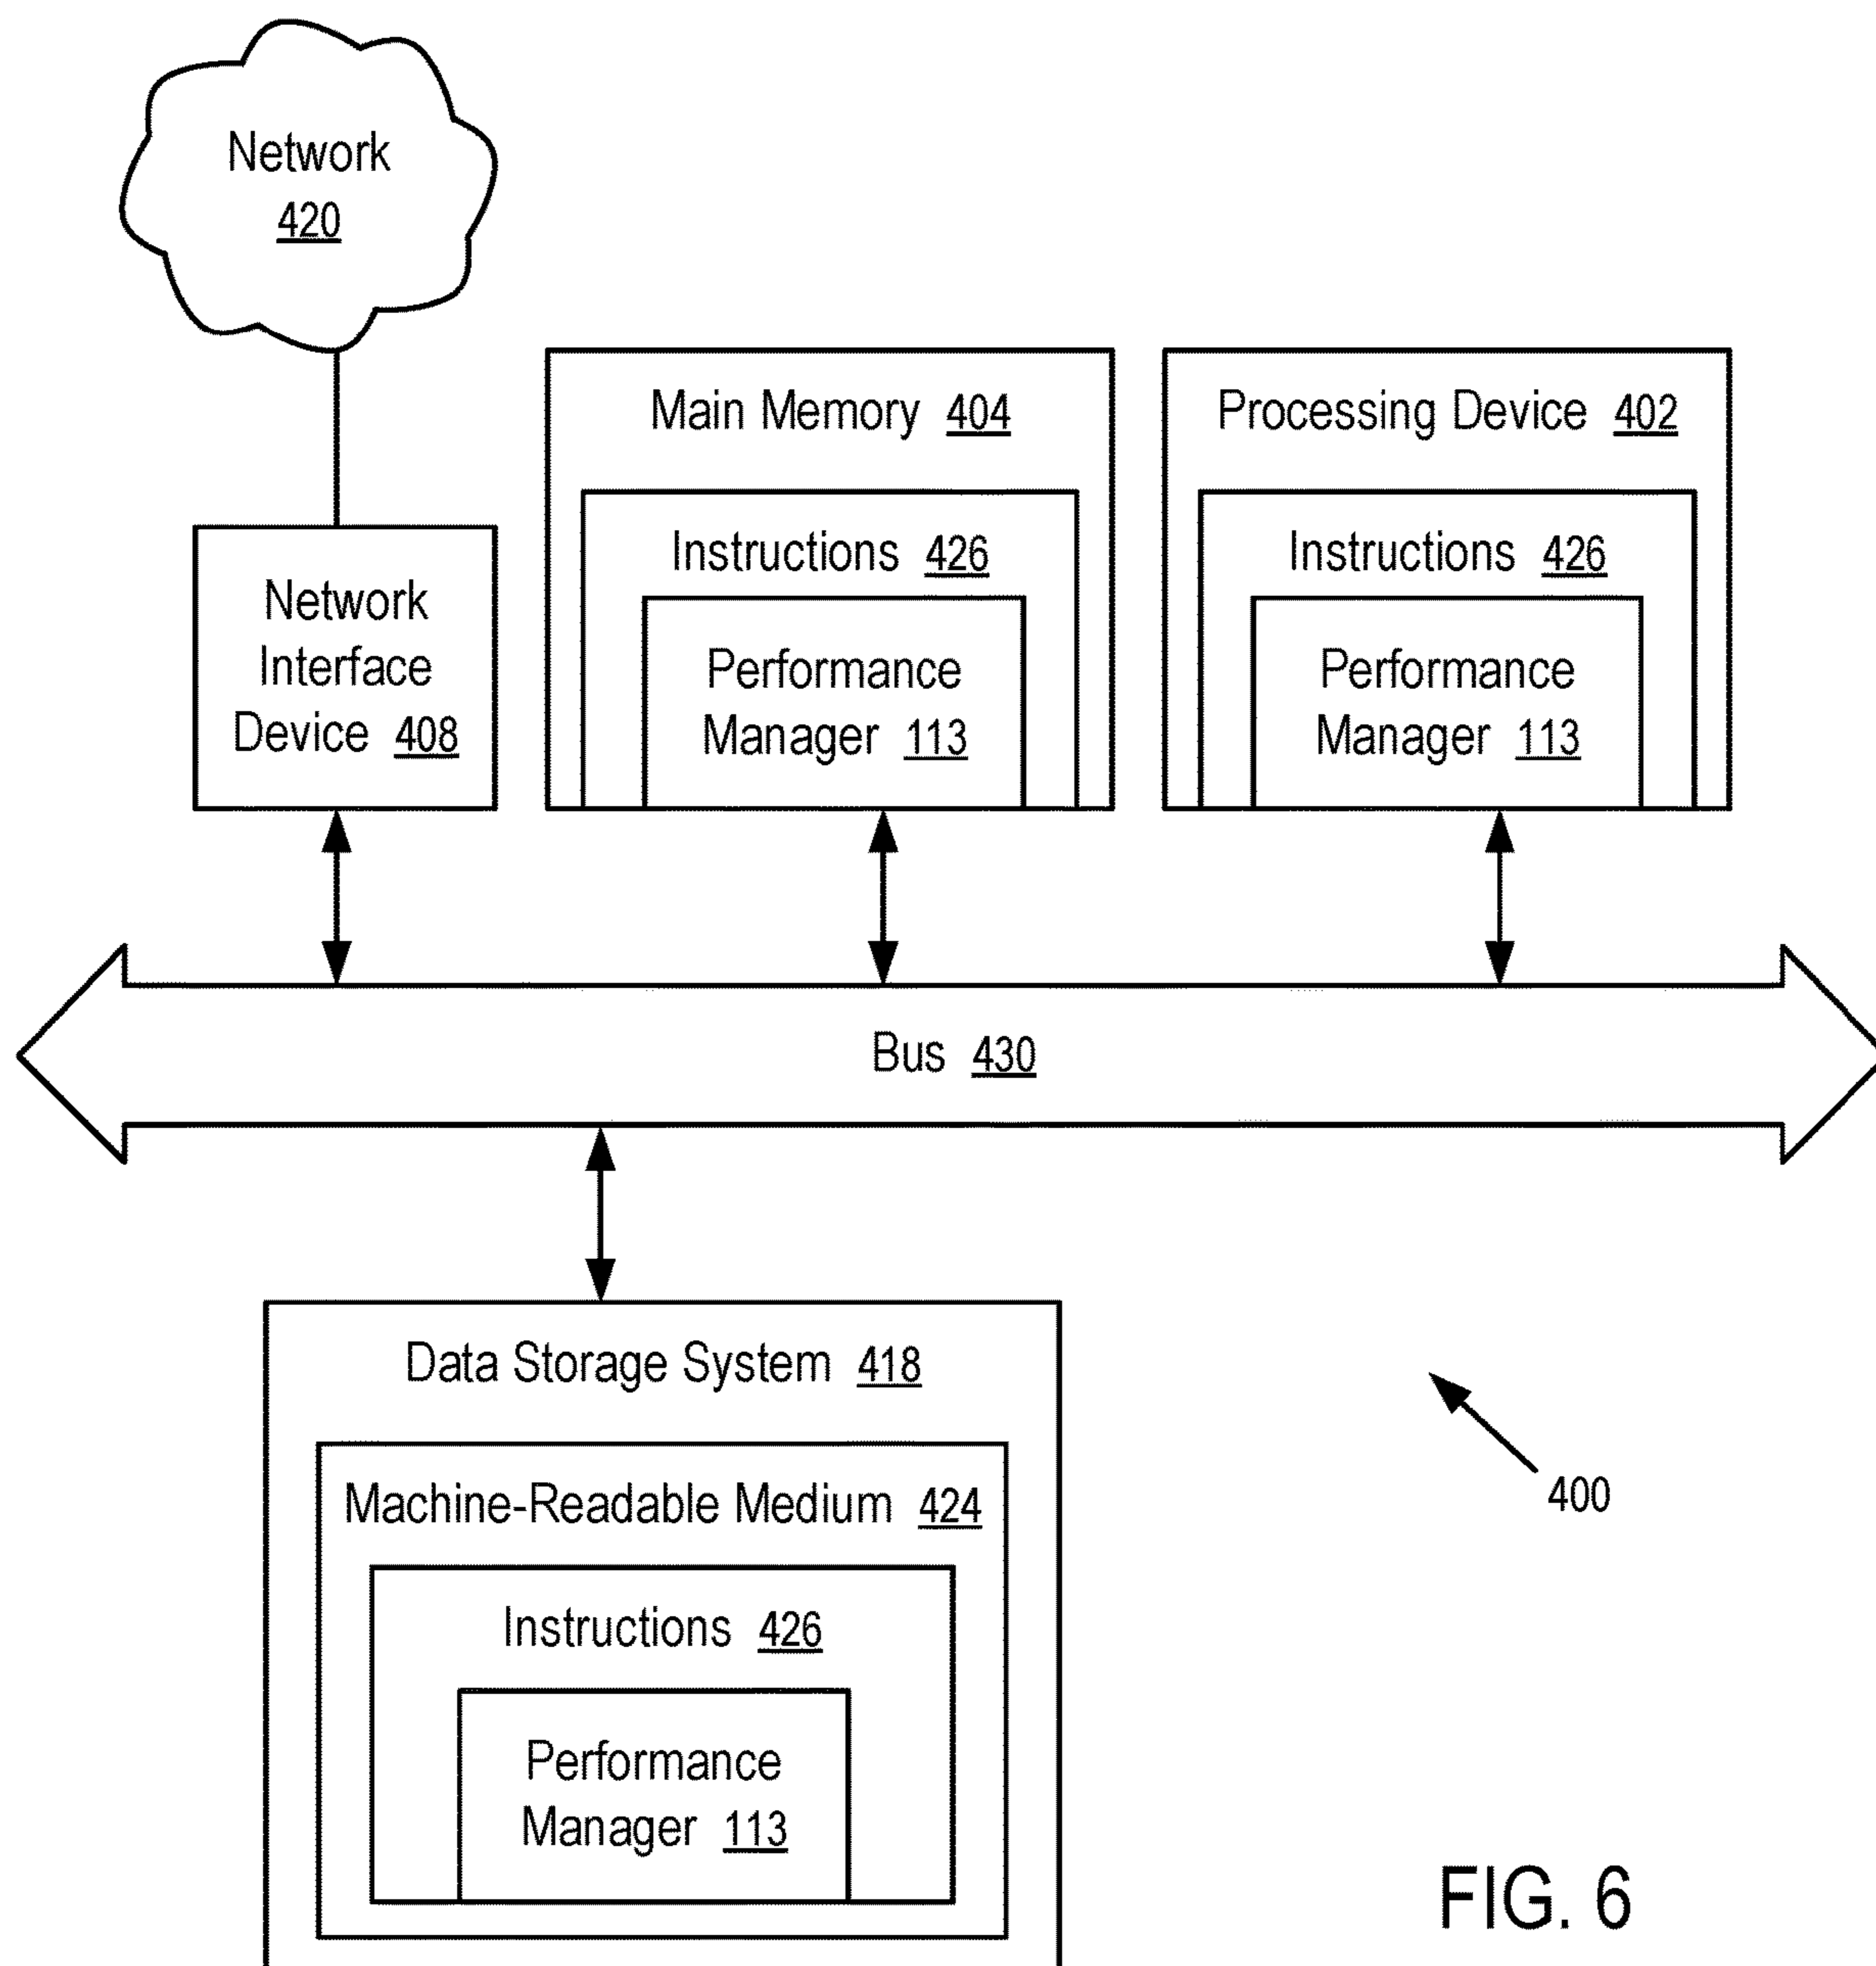 Network
420
Main Memory 404
Processing Device 402
Instructions 426
Instructions 426
Network
Interface
Device 408
Performance
Manager 113
Performance
Manager 113
Bus 430
Data Storage System 418
Machine-Readable Medium 424
Instructions 426
Performance
Manager 113
400
FIG. 6